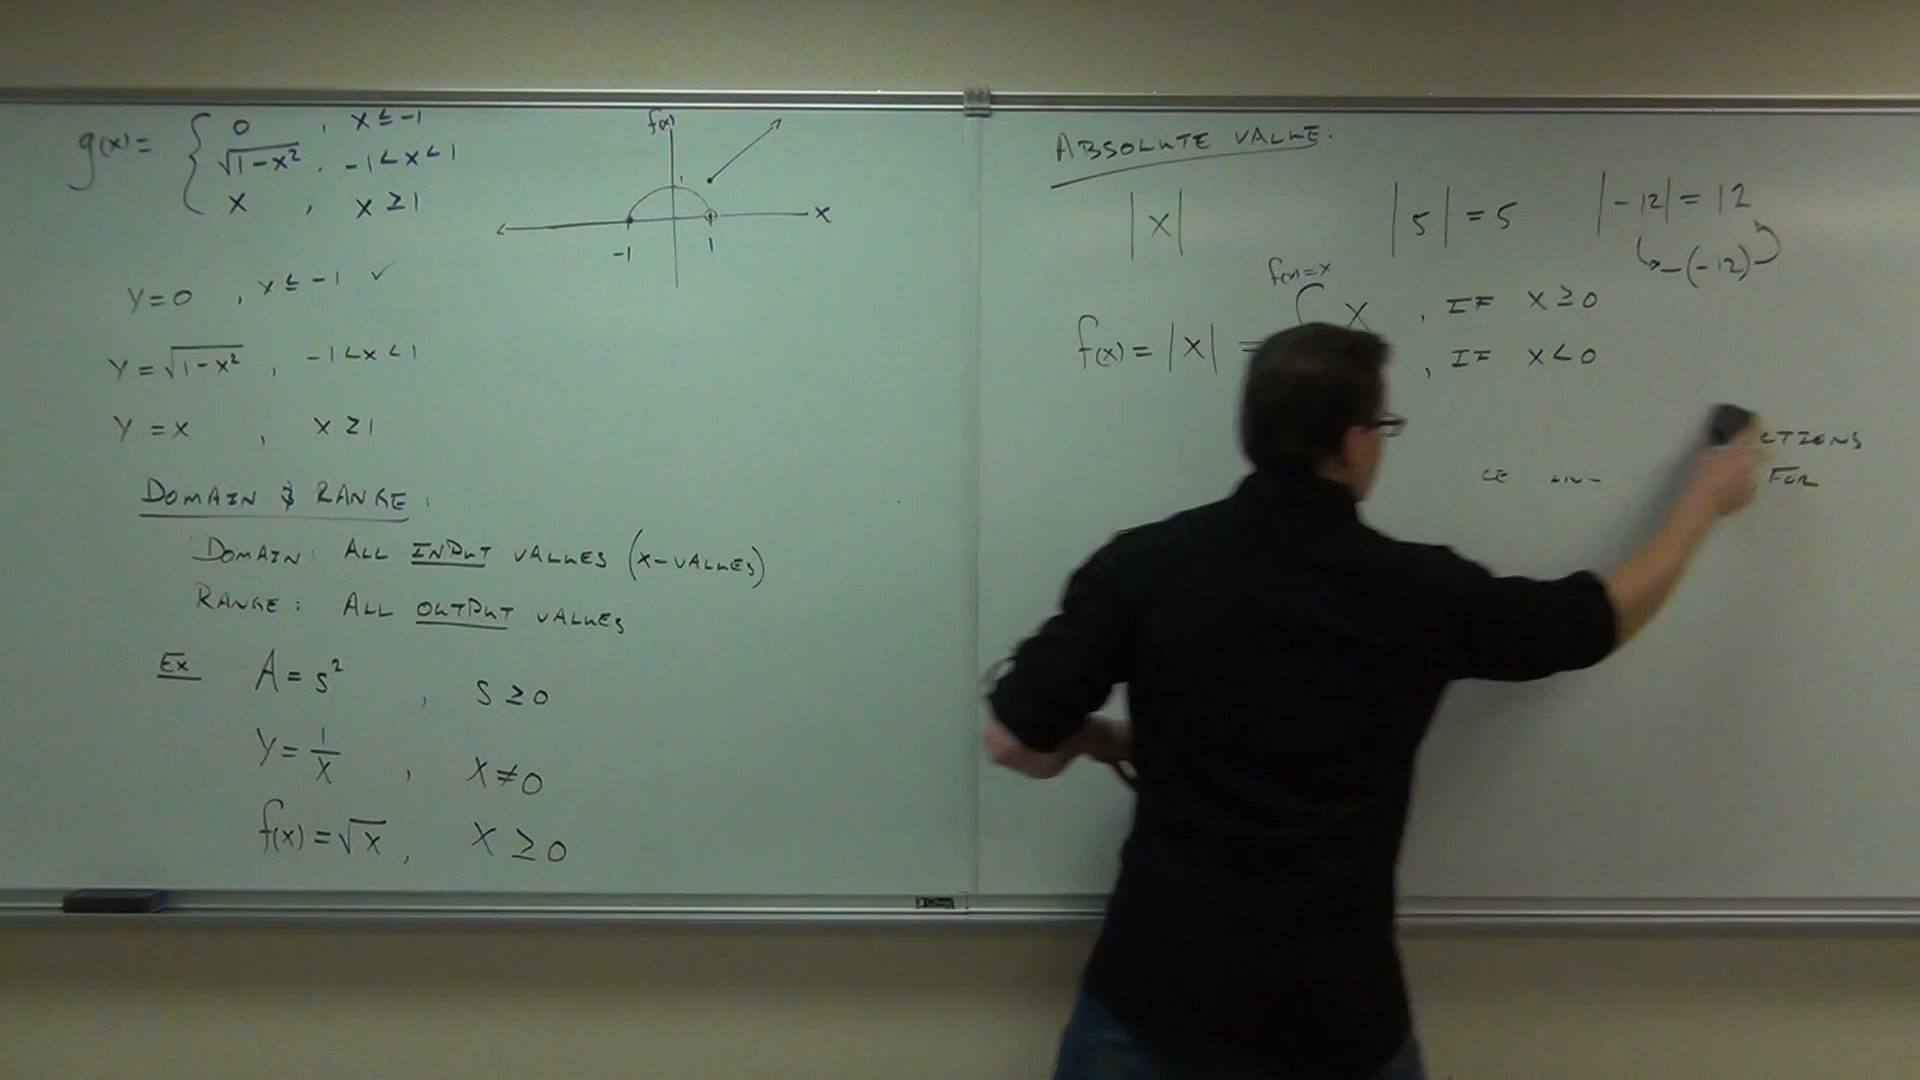 g(x) = { 0 , x ≤ -1
√(1-x²) , -1 < x < 1
x , x ≥ 1
f(x)
1
x
-1
1
y = 0 , x ≤ -1 ✓
y = √(1-x²) , -1 < x < 1
y = x , x ≥ 1
DOMAIN & RANGE :
DOMAIN : ALL INPUT VALUES (X-VALUES)
RANGE : ALL OUTPUT VALUES
Ex A = s² , s ≥ 0
y = 1/x , x ≠ 0
f(x) = √x , x ≥ 0
ABSOLUTE VALUE.
|x| |5| = 5 |-12| = 12
-(-12)
f(x)=x
f(x) = |x| = { x , IF x ≥ 0
, IF x < 0
CTIONS
FOR